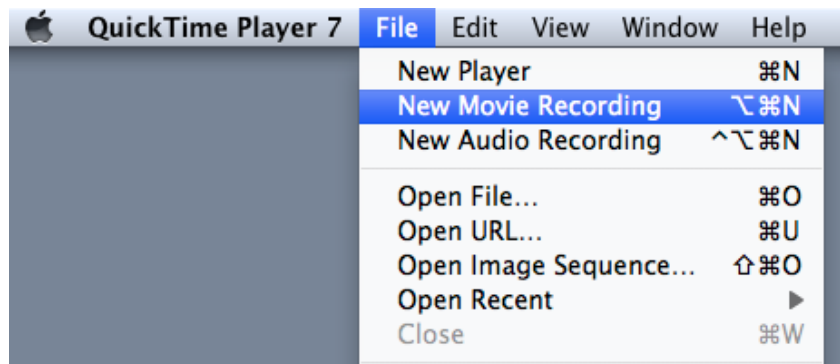 QuickTime Player 7 File Edit View Window Help
New Player ⌘N
New Movie Recording ⌥⌘N
New Audio Recording ^⌥⌘N
Open File... ⌘O
Open URL... ⌘U
Open Image Sequence... ⇧⌘O
Open Recent ▶
Close ⌘W